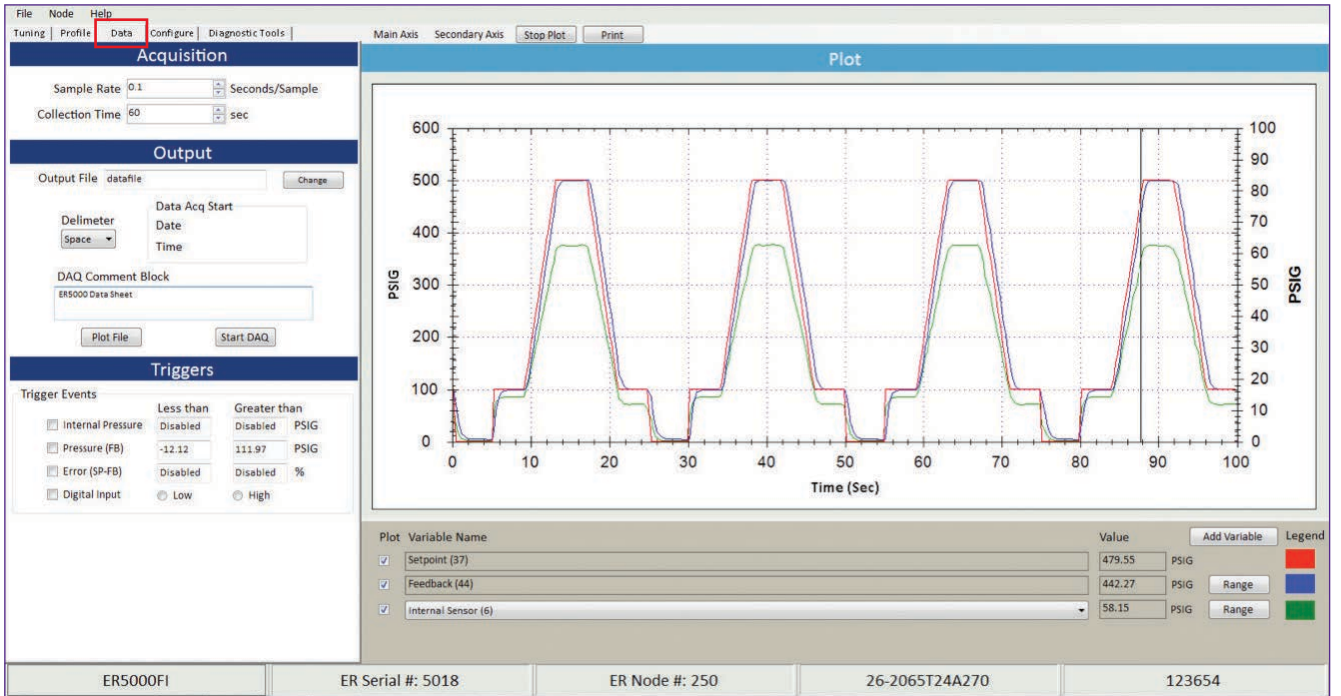 File Node Help
Tuning Profile Data Configure Diagnostic Tools
Main Axis Secondary Axis Stop Plot Print
Acquisition
Sample Rate 0.1 Seconds/Sample
Collection Time 60 sec
Output
Output File datafile Change
Delimeter
Space
Data Acq Start
Date
Time
DAQ Comment Block
ER5000 Data Sheet
Plot File Start DAQ
Triggers
Trigger Events
Less than Greater than
Internal Pressure Disabled Disabled PSIG
Pressure (FB) -12.12 111.97 PSIG
Error (SP-FB) Disabled Disabled %
Digital Input Low High
Plot
PSIG
600
500
400
300
200
100
0
100
90
80
70
60
50
40
30
20
10
0
PSIG
0 10 20 30 40 50 60 70 80 90 100
Time (Sec)
Plot Variable Name Value Add Variable Legend
Setpoint (37) 479.55 PSIG
Feedback (44) 442.27 PSIG Range
Internal Sensor (6) 58.15 PSIG Range
ER5000FI ER Serial #: 5018 ER Node #: 250 26-2065T24A270 123654